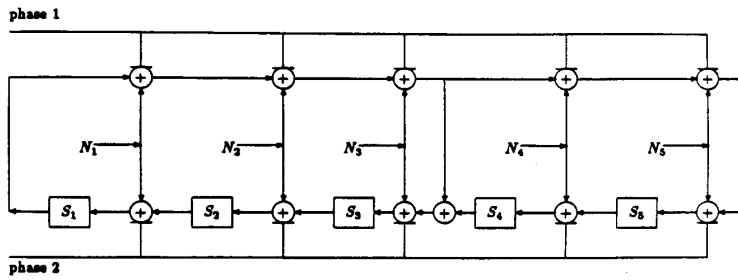 phase 1
N₁ N₂ N₃ N₄ N₅
S₁ S₂ S₃ S₄ S₅
phase 2